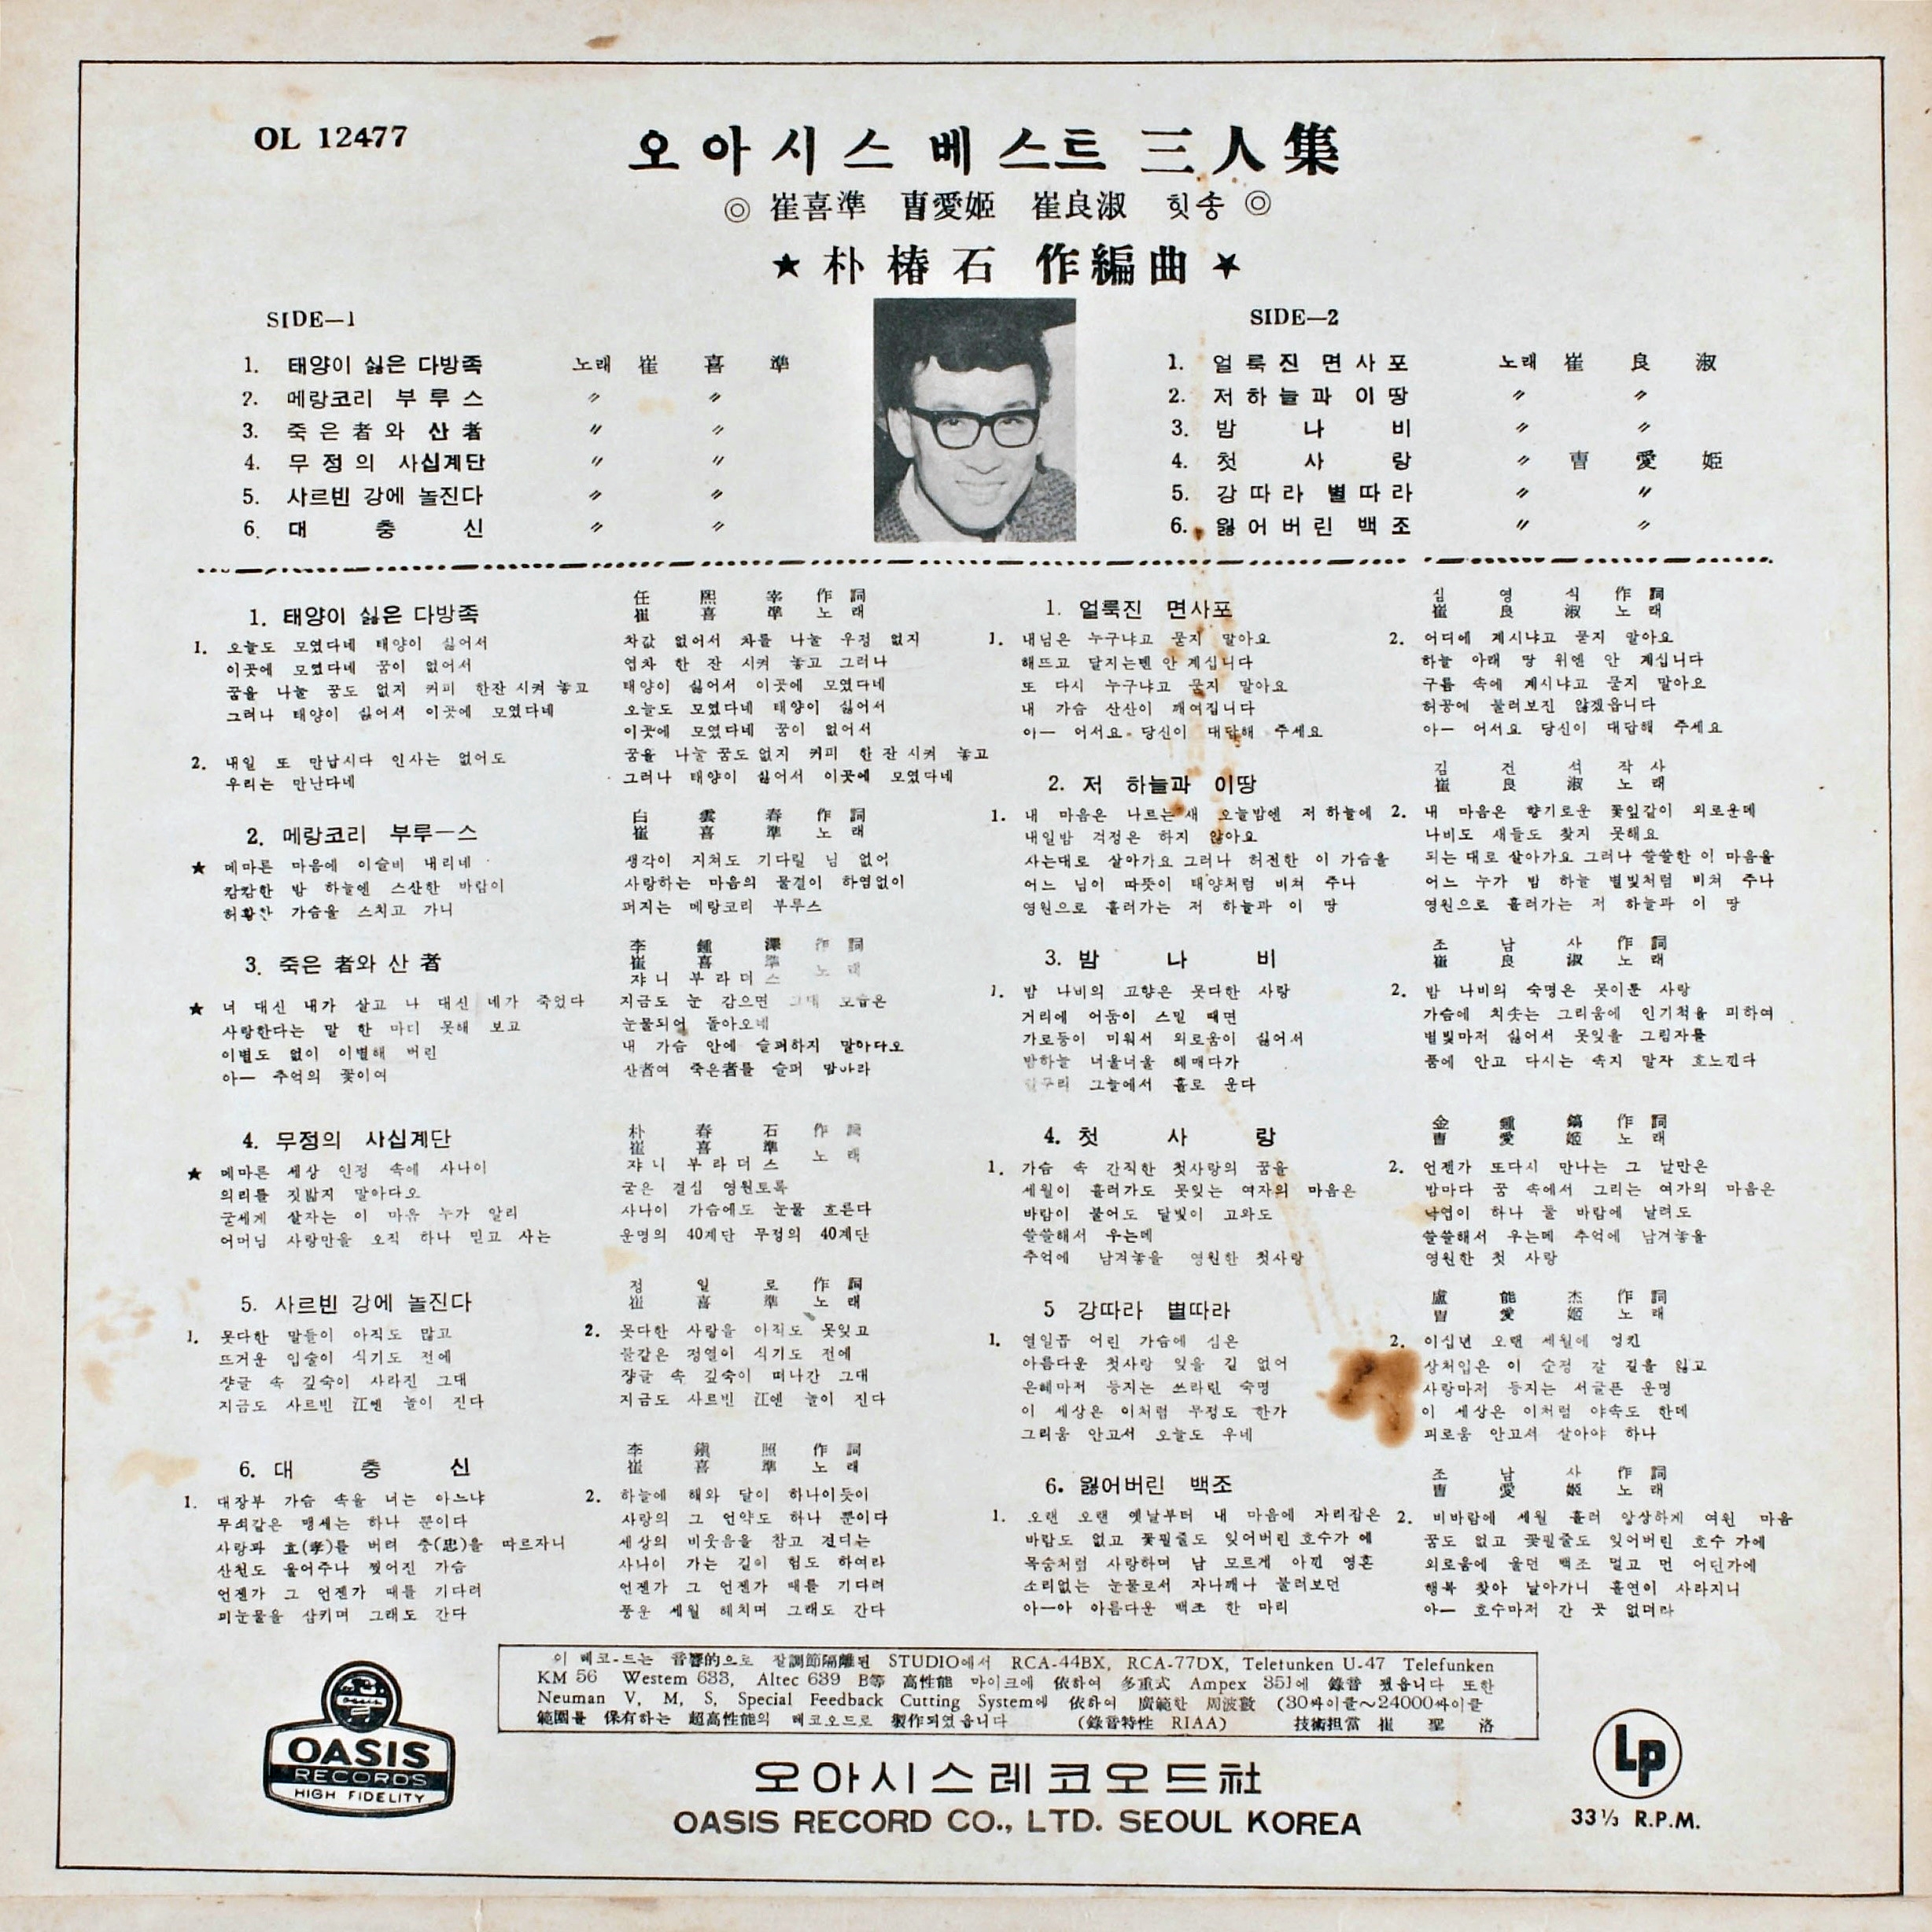 OL 12477
오아시스 베스트 三人集
◎ 崔喜準 曺愛姬 崔良淑 힛송 ◎
★ 朴椿石 作編曲 ★
SIDE—1
1. 태양이 싫은 다방족 노래 崔喜準
2. 메랑코리 부루스 〃 〃
3. 죽은者와 산者 〃 〃
4. 무정의 사십계단 〃 〃
5. 사르빈 강에 놀진다 〃 〃
6. 대충신 〃 〃
SIDE—2
1. 얼룩진 면사포 노래 崔良淑
2. 저하늘과 이땅 〃 〃
3. 밤나비 〃 〃
4. 첫사랑 〃 曺愛姫
5. 강따라 별따라 〃 〃
6. 잃어버린 백조 〃 〃
1. 태양이 싫은 다방족
任熙宰 作詞
崔喜準 노래
1. 오늘도 모였다네 태양이 싫어서
이곳에 모였다네 꿈이 없어서
꿈을 나눌 꿈도 없지 커피 한잔 시켜 놓고
그러나 태양이 싫어서 이곳에 모였다네
2. 내일 또 만납시다 인사는 없어도
우리는 만난다네
차값 없어서 차를 나눌 우정 없지
엽차 한 잔 시켜 놓고 그러나
태양이 싫어서 이곳에 모였다네
오늘도 모였다네 태양이 싫어서
이곳에 모였다네 꿈이 없어서
꿈을 나눌 꿈도 없지 커피 한 잔 시켜 놓고
그러나 태양이 싫어서 이곳에 모였다네
2. 메랑코리 부루—스
白雲春 作詞
崔喜準 노래
★ 메마른 마음에 이슬비 내리네
캄캄한 밤 하늘엔 스산한 바람이
허황한 가슴을 스치고 가니
생각이 지쳐도 기다릴 님 없어
사랑하는 마음의 물결이 하염없이
퍼지는 메랑코리 부루스
3. 죽은 者와 산 者
李鍾澤 作詞
崔喜準
쟈니 부라더스 노래
★ 너 대신 내가 살고 나 대신 네가 죽었다
사랑한다는 말 한 마디 못해 보고
이별도 없이 이별해 버린
아— 추억의 꽃이여
지금도 눈 감으면 그대 모습은
눈물되어 돌아오네
내 가슴 안에 슬퍼하지 말아다오
산者여 죽은者를 슬퍼 말아라
4. 무정의 사십계단
朴春石 作詞
崔喜準
쟈니 부라더스 노래
★ 메마른 세상 인정 속에 사나이
의리를 짓밟지 말아다오
굳세게 살자는 이 마음 누가 알리
어머님 사랑만을 오직 하나 믿고 사는
굳은 결심 영원토록
사나이 가슴에도 눈물 흐른다
운명의 40계단 무정의 40계단
5. 사르빈 강에 놀진다
정일로 作詞
崔喜準 노래
1. 못다한 말들이 아직도 많고
뜨거운 입술이 식기도 전에
쟝글 속 깊숙이 사라진 그대
지금도 사르빈 江엔 놀이 진다
2. 못다한 사랑을 아직도 못잊고
불같은 정열이 식기도 전에
쟝글 속 깊숙이 떠나간 그대
지금도 사르빈 江엔 놀이 진다
6. 대충신
李鎭照 作詞
崔喜準 노래
1. 대장부 가슴 속을 너는 아느냐
무쇠같은 맹세는 하나 뿐이다
사랑과 효(孝)를 버려 충(忠)을 따르자니
산천도 울어주나 찢어진 가슴
언젠가 그 언젠가 때를 기다려
피눈물을 삼키며 그래도 간다
2. 하늘에 해와 달이 하나이듯이
사랑의 그 언약도 하나 뿐이다
세상의 비웃음을 참고 견디는
사나이 가는 길이 험도 하여라
언젠가 그 언젠가 때를 기다려
풍운 세월 헤치며 그래도 간다
1. 얼룩진 면사포
심영식 作詞
崔良淑 노래
1. 내님은 누구냐고 묻지 말아요
해뜨고 달지는덴 안 계십니다
또 다시 누구냐고 묻지 말아요
내 가슴 산산이 깨여집니다
아— 어서요 당신이 대답해 주세요
2. 어디에 계시냐고 묻지 말아요
하늘 아래 땅 위엔 안 계십니다
구름 속에 계시냐고 묻지 말아요
허공에 불러보진 않겠읍니다
아— 어서요 당신이 대답해 주세요
2. 저 하늘과 이땅
김건석 작사
崔良淑 노래
1. 내 마음은 나르는 새 오늘밤엔 저 하늘에
내일밤 걱정은 하지 않아요
사는대로 살아가요 그러나 허전한 이 가슴을
어느 님이 따뜻이 태양처럼 비쳐 주나
영원으로 흘러가는 저 하늘과 이 땅
2. 내 마음은 향기로운 꽃잎같이 외로운데
나비도 새들도 찾지 못해요
되는 대로 살아가요 그러나 쓸쓸한 이 마음을
어느 누가 밤 하늘 별빛처럼 비쳐 주나
영원으로 흘러가는 저 하늘과 이 땅
3. 밤나비
조남사 作詞
崔良淑 노래
1. 밤 나비의 고향은 못다한 사랑
거리에 어둠이 스밀 때면
가로등이 미워서 외로움이 싫어서
밤하늘 너울너울 헤매다가
그늘에서 홀로 운다
2. 밤 나비의 숙명은 못이룬 사랑
가슴에 치솟는 그리움에 인기척을 피하여
별빛마저 싫어서 못잊을 그림자를
품에 안고 다시는 속지 말자 흐느낀다
4. 첫사랑
金鍾鎬 作詞
曺愛姬 노래
1. 가슴 속 간직한 첫사랑의 꿈을
세월이 흘러가도 못잊는 여자의 마음은
바람이 불어도 달빛이 고와도
쓸쓸해서 우는데
추억에 남겨놓을 영원한 첫사랑
2. 언젠가 또다시 만나는 그 날만은
밤마다 꿈 속에서 그리는 여가의 마음은
낙엽이 하나 둘 바람에 날려도
쓸쓸해서 우는데 추억에 남겨놓을
영원한 첫 사랑
5 강따라 별따라
盧能杰 作詞
曺愛姬 노래
1. 열일곱 어린 가슴에 심은
아름다운 첫사랑 잊을 길 없어
은혜마저 등지는 쓰라린 숙명
이 세상은 이처럼 무정도 한가
그리움 안고서 오늘도 우네
2. 이십년 오랜 세월에 엉킨
상처입은 이 순정 갈 길을 잃고
사랑마저 등지는 서글픈 운명
이 세상은 이처럼 야속도 한데
괴로움 안고서 살아야 하나
6. 잃어버린 백조
조남사 作詞
曺愛姬 노래
1. 오랜 오랜 옛날부터 내 마음에 자리잡은
바람도 없고 꽃필줄도 잊어버린 호수가 에
목숨처럼 사랑하며 남 모르게 아낀 영혼
소리없는 눈물로서 자나깨나 불러보던
아—아 아름다운 백조 한 마리
2. 비바람에 세월 흘러 앙상하게 여윈 마음
꿈도 없고 꽃필줄도 잊어버린 호수 가에
외로움에 울던 백조 멀고 먼 어딘가에
행복 찾아 날아가니 홀연이 사라지니
아— 호수마저 간 곳 없더라
이 레코-드는 音響的으로 잘調節隔離된 STUDIO에서 RCA-44BX, RCA-77DX, Teletunken U-47 Telefunken
KM 56 Westem 633, Altec 639 B等 高性能 마이크에 依하여 多重式 Ampex 351에 錄音 됐읍니다 또한
Neuman V, M, S, Special Feedback Cutting System에 依하여 廣範한 周波數 (30싸이클~24000싸이클
範圍를 保有하는 超高性能의 레코오드로 製作되였읍니다 (錄音特性 RIAA) 技術担當 崔聖洛
OASIS
RECORDS
HIGH FIDELITY
오아시스레코오드社
OASIS RECORD CO., LTD. SEOUL KOREA
LP
33⅓ R.P.M.